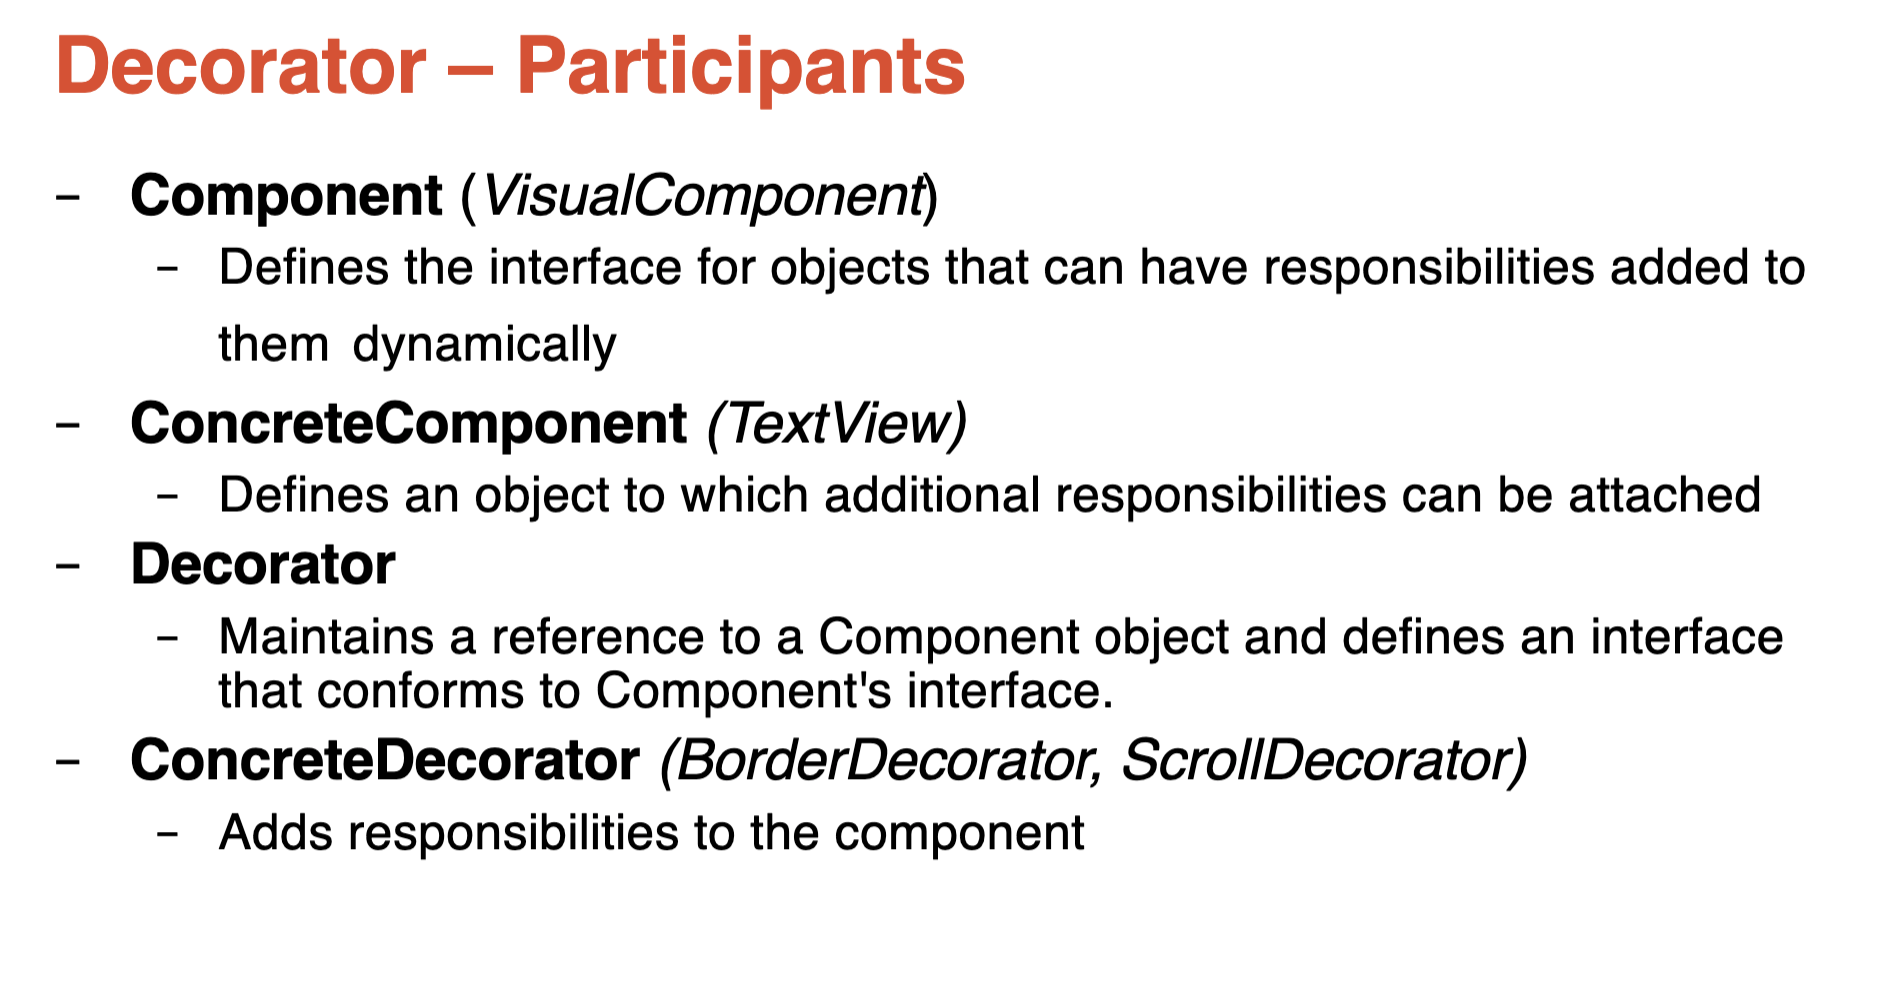 Decorator – Participants
– Component (VisualComponent)
– Defines the interface for objects that can have responsibilities added to
them dynamically
– ConcreteComponent (TextView)
– Defines an object to which additional responsibilities can be attached
– Decorator
– Maintains a reference to a Component object and defines an interface
that conforms to Component's interface.
– ConcreteDecorator (BorderDecorator, ScrollDecorator)
– Adds responsibilities to the component